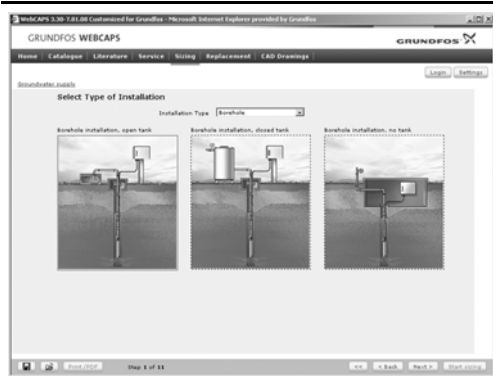 WebCAPS 3.30-7.81.08 Customized for Grundfos - Microsoft Internet Explorer provided by Grundfos
GRUNDFOS WEBCAPS
GRUNDFOS
Home Catalogue Literature Service Sizing Replacement CAD Drawings
Login Settings
Groundwater supply
Select Type of Installation
Installation Type Borehole
Borehole installation, open tank Borehole installation, closed tank Borehole installation, no tank
Print/PDF Step 1 of 11 << < Back Next > Start sizing